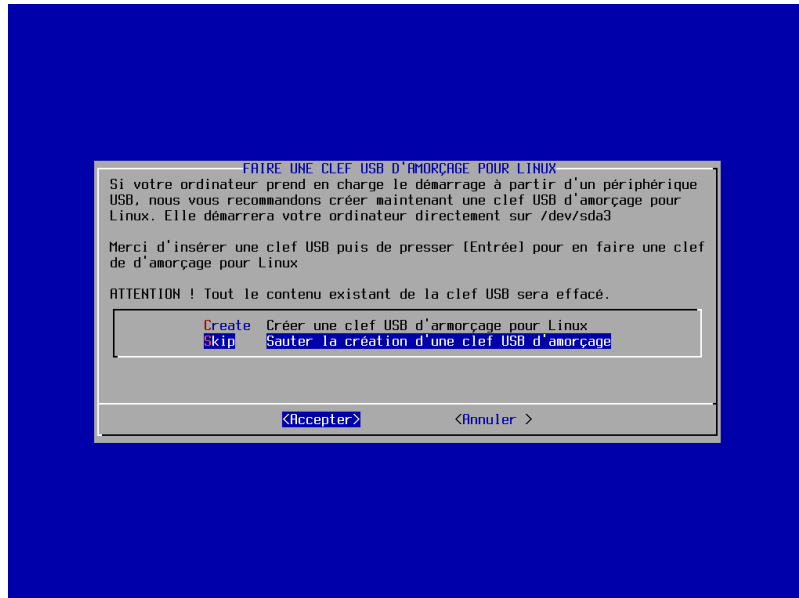 FAIRE UNE CLEF USB D'AMORÇAGE POUR LINUX
Si votre ordinateur prend en charge le démarrage à partir d'un périphérique
USB, nous vous recommandons créer maintenant une clef USB d'amorçage pour
Linux. Elle démarrera votre ordinateur directement sur /dev/sda3
Merci d'insérer une clef USB puis de presser [Entrée] pour en faire une clef
de d'amorçage pour Linux
ATTENTION ! Tout le contenu existant de la clef USB sera effacé.
Create Créer une clef USB d'armorçage pour Linux
Skip Sauter la création d'une clef USB d'amorçage
<Accepter> <Annuler >